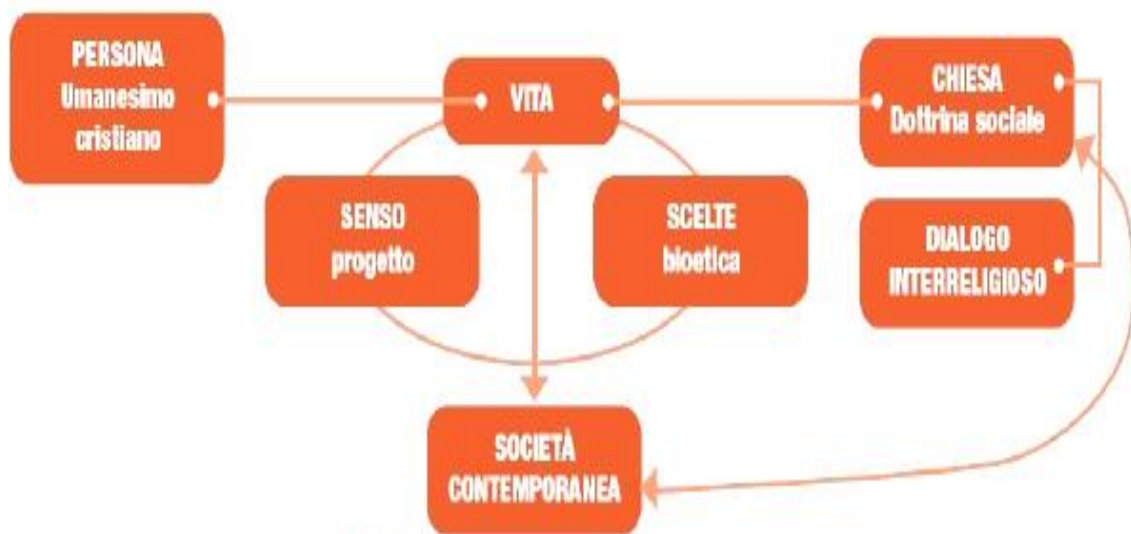 PERSONA
Umanesimo
cristiano
VITA
CHIESA
Dottrina sociale
SENSO
progetto
SCELTE
bioetica
DIALOGO
INTERRELIGIOSO
SOCIETÀ
CONTEMPORANEA